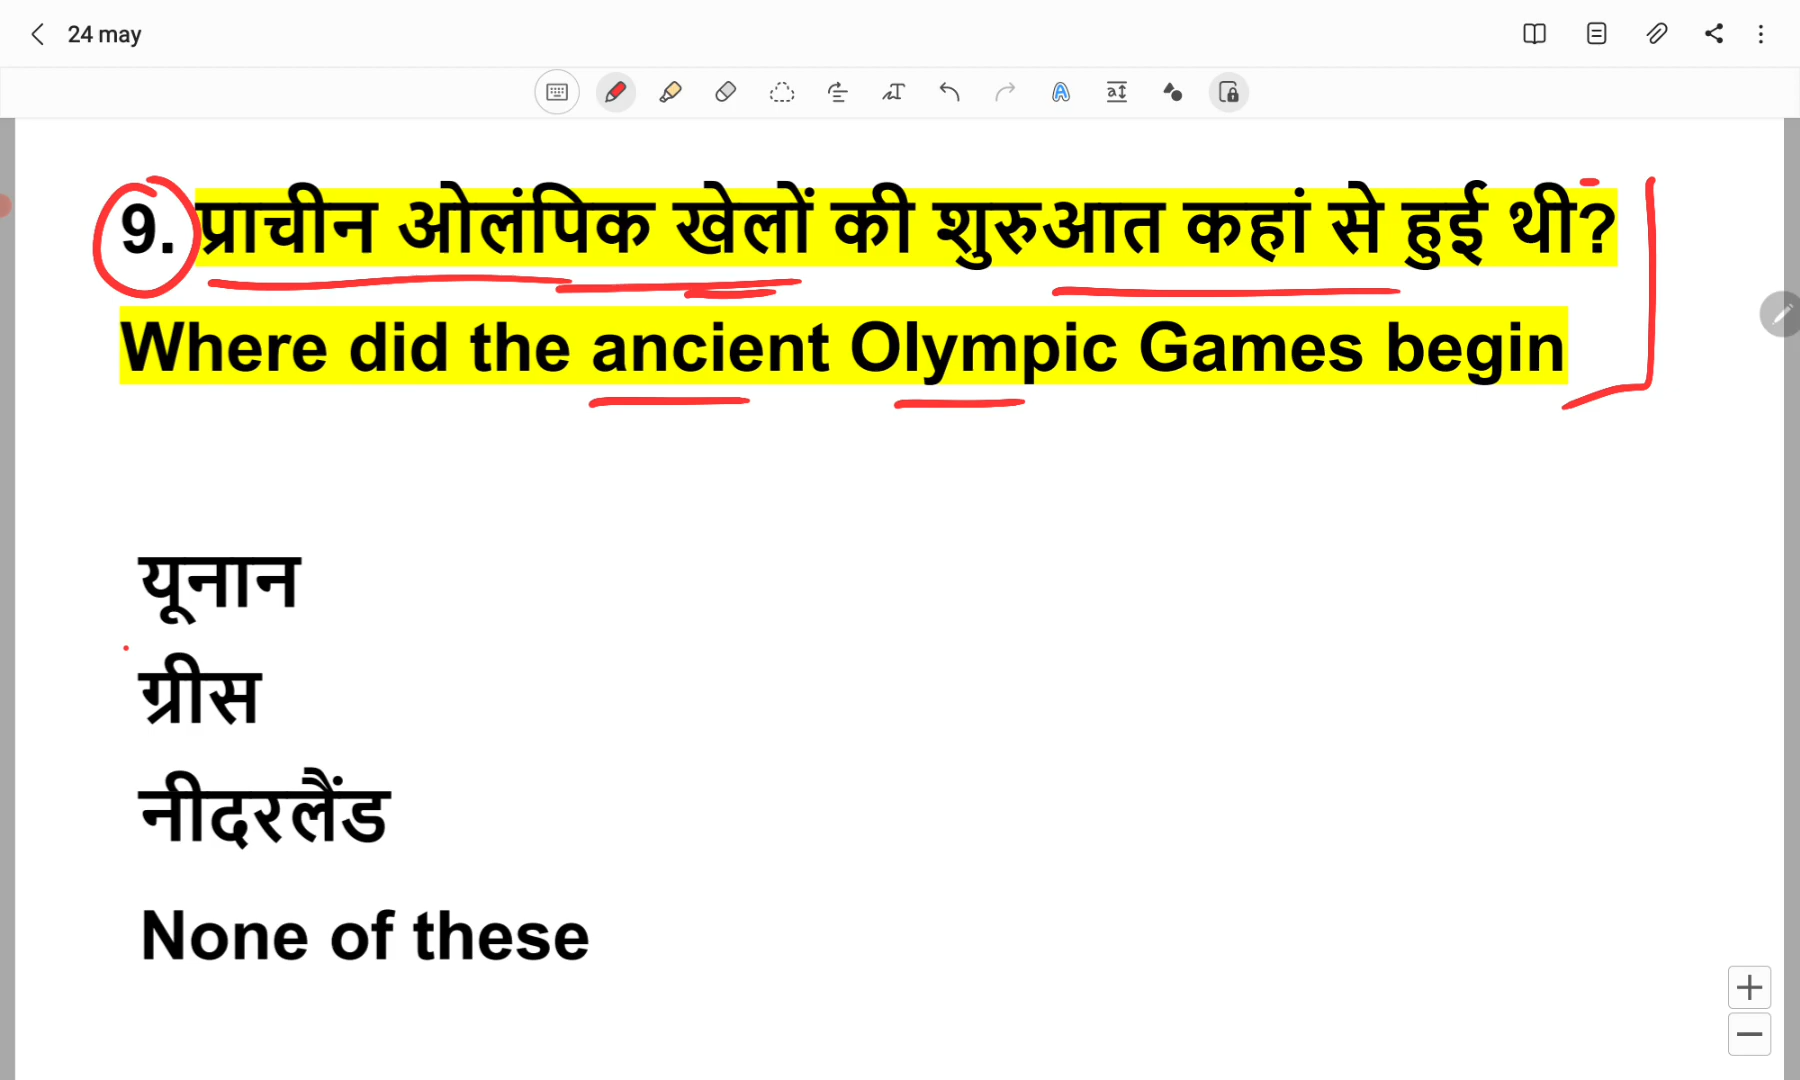 24 may
9. प्राचीन ओलंपिक खेलों की शुरुआत कहां से हुई थी?
Where did the ancient Olympic Games begin
यूनान
ग्रीस
नीदरलैंड
None of these